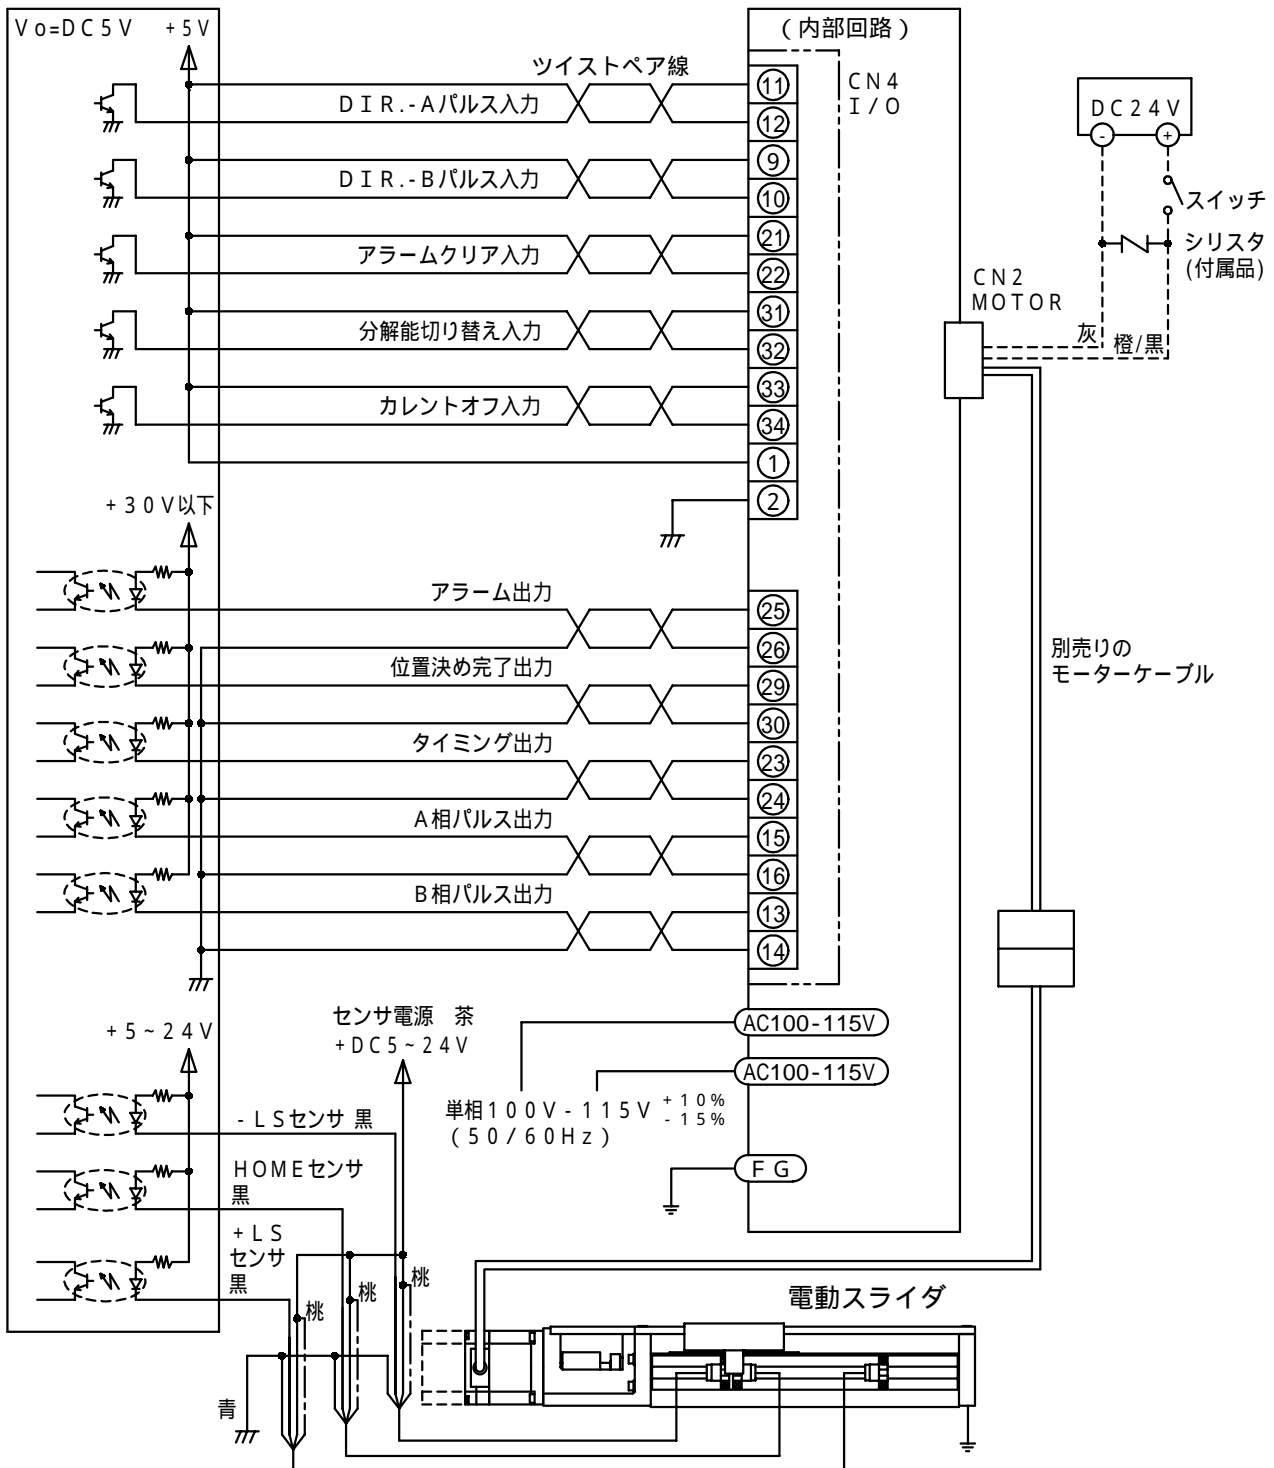 Vo=DC5V
+5V
(内部回路)
ツイストペア線
CN4
I/O
DIR.-Aパルス入力
11
12
DIR.-Bパルス入力
9
10
アラームクリア入力
21
22
分解能切り替え入力
31
32
カレントオフ入力
33
34
1
2
DC24V
-
+
スイッチ
シリスタ
(付属品)
CN2
MOTOR
灰
橙/黒
+30V以下
アラーム出力
25
26
位置決め完了出力
29
30
タイミング出力
23
24
A相パルス出力
15
16
B相パルス出力
13
14
別売りの
モーターケーブル
+5~24V
センサ電源 茶
+DC5~24V
AC100-115V
AC100-115V
単相100V-115V +10%
-15%
(50/60Hz)
FG
-LSセンサ 黒
HOMEセンサ
黒
+LS
センサ
黒
桃
桃
桃
青
電動スライダ